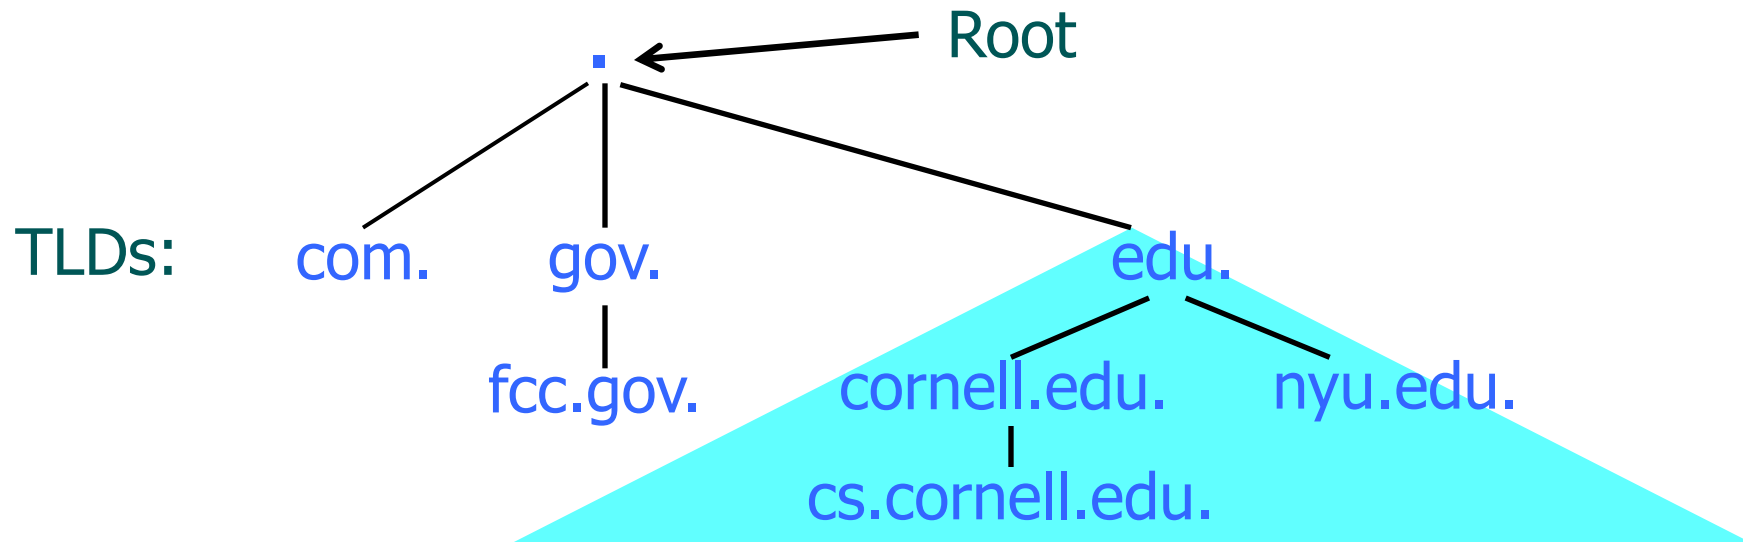 Root
.
TLDs: com. gov. edu.
fcc.gov. cornell.edu. nyu.edu.
cs.cornell.edu.